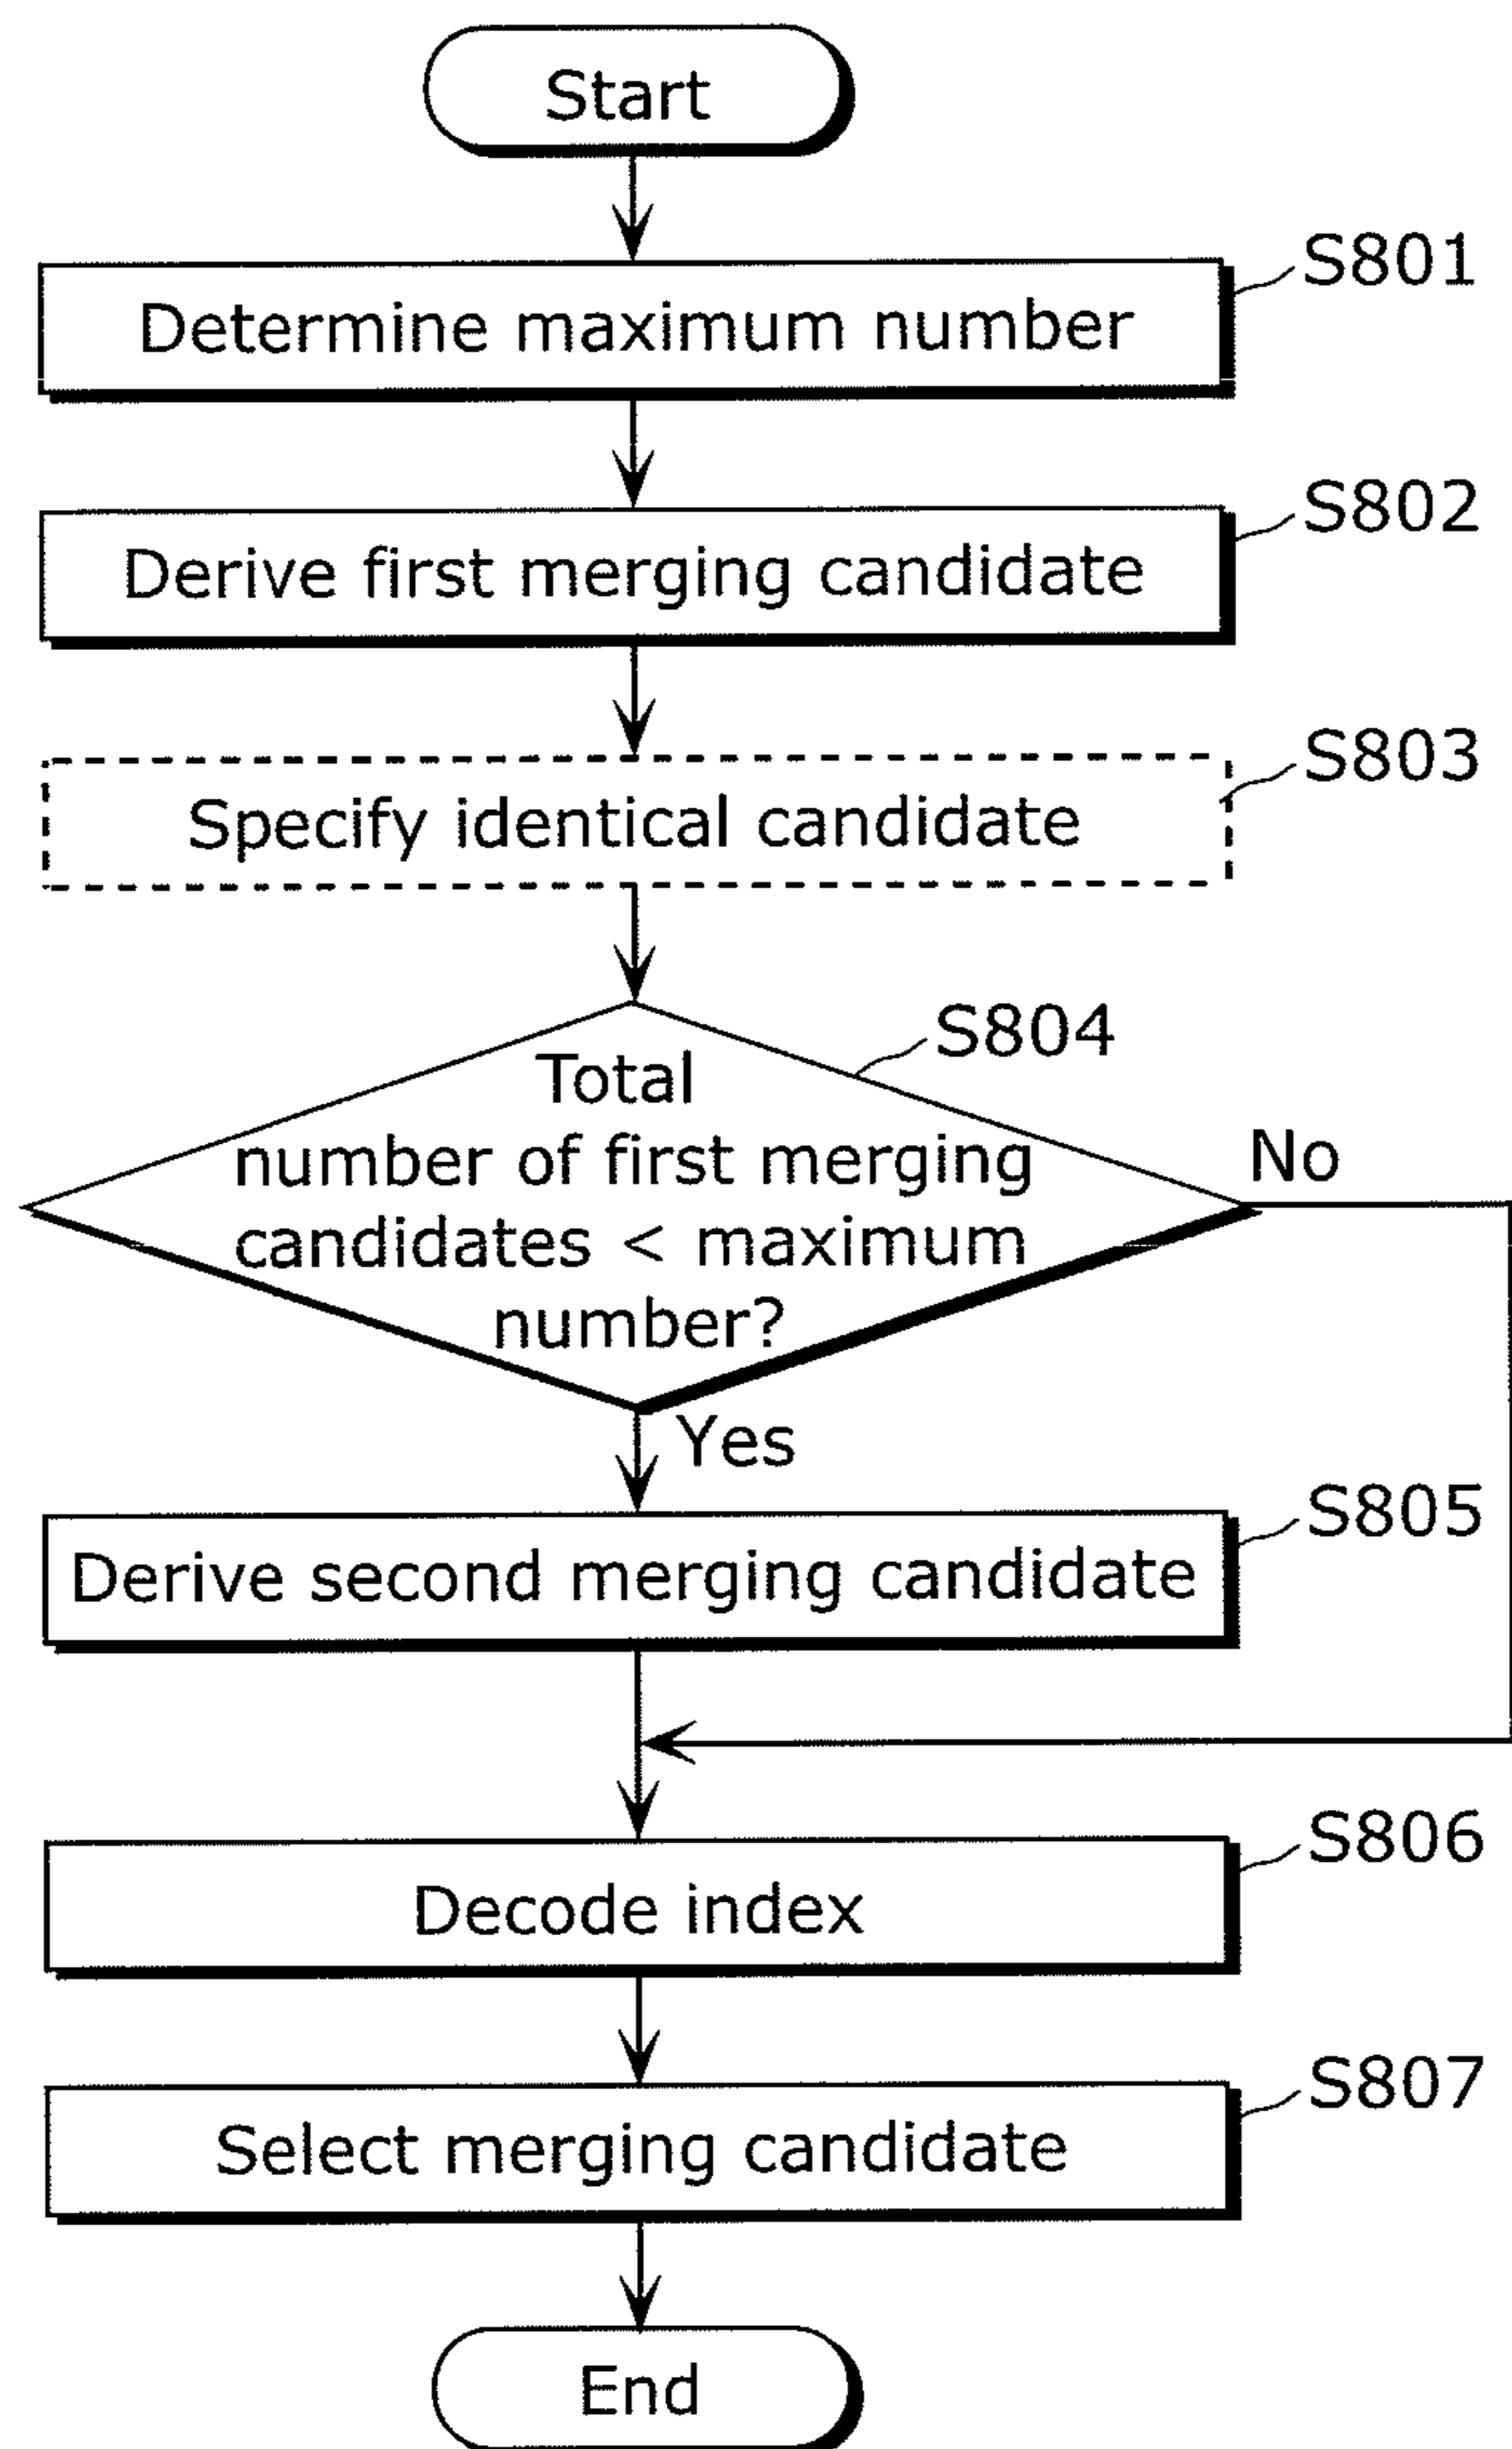 Start
S801
Determine maximum number
S802
Derive first merging candidate
S803
Specify identical candidate
S804
Total
number of first merging
candidates < maximum
number?
No
Yes
S805
Derive second merging candidate
S806
Decode index
S807
Select merging candidate
End